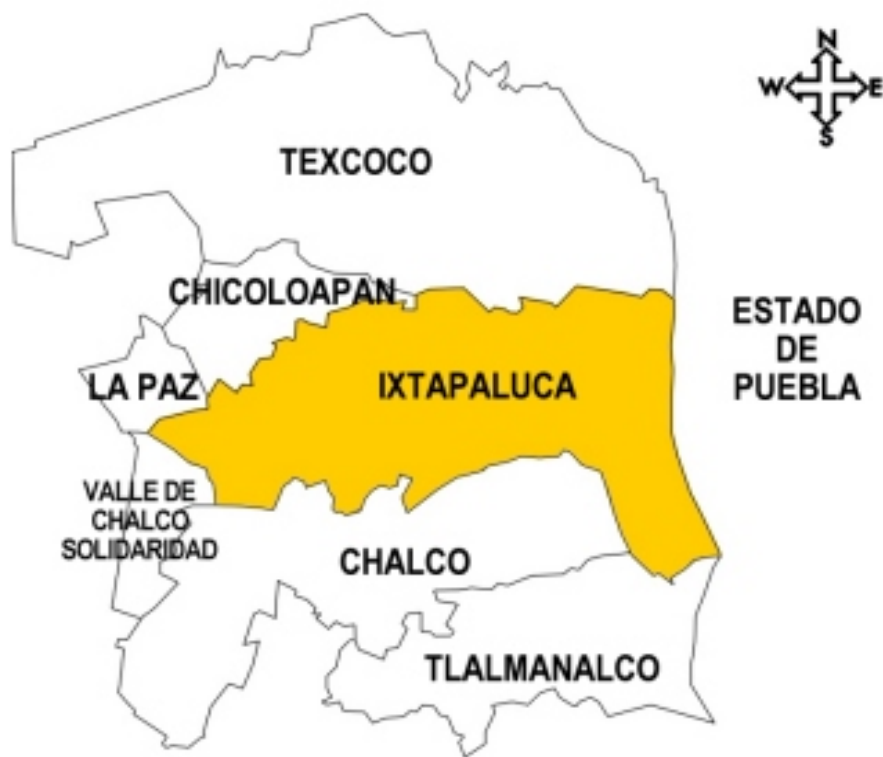 N
W E
S
TEXCOCO
CHICOLOAPAN
ESTADO
DE
PUEBLA
LA PAZ
IXTAPALUCA
VALLE DE
CHALCO
SOLIDARIDAD
CHALCO
TLALMANALCO